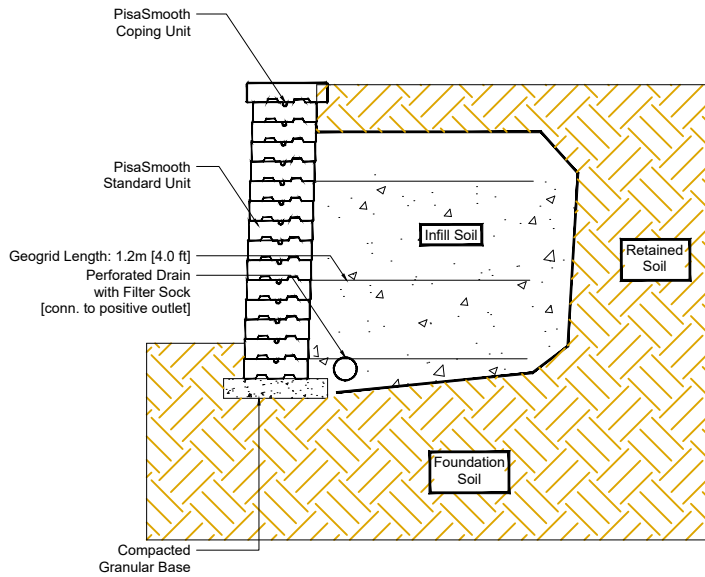 PisaSmooth
Coping Unit
PisaSmooth
Standard Unit
Geogrid Length: 1.2m [4.0 ft]
Perforated Drain
with Filter Sock
[conn. to positive outlet]
Infill Soil
Retained
Soil
Foundation
Soil
Compacted
Granular Base